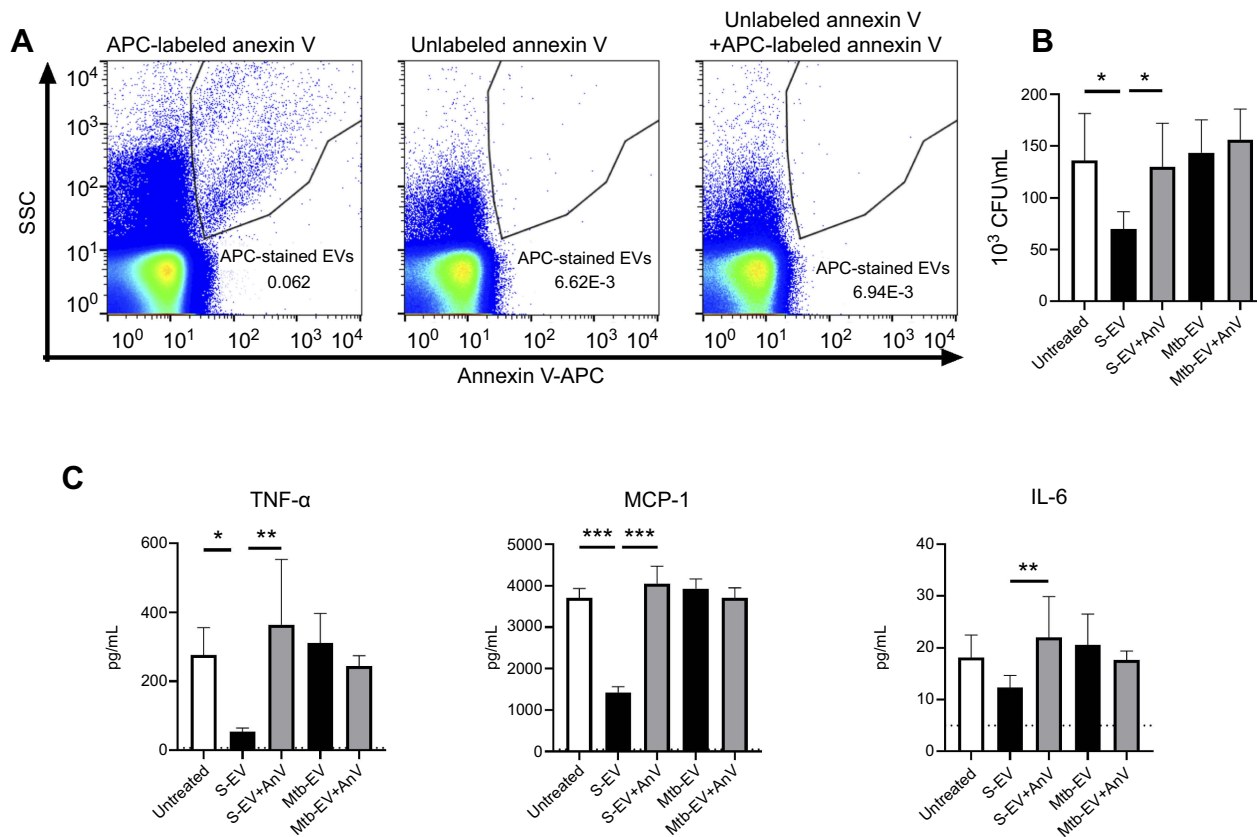 A
APC-labeled anexin V
Unlabeled annexin V
Unlabeled annexin V
+APC-labeled annexin V
SSC
10⁴
10³
10²
10¹
10⁰
APC-stained EVs
0.062
APC-stained EVs
6.62E-3
APC-stained EVs
6.94E-3
10⁰ 10¹ 10² 10³ 10⁴
10⁰ 10¹ 10² 10³ 10⁴
10⁰ 10¹ 10² 10³ 10⁴
Annexin V-APC
B
* *
10³ CFU\mL
200
150
100
50
0
Untreated
S-EV
S-EV+AnV
Mtb-EV
Mtb-EV+AnV
C
TNF-α
* **
pg/mL
600
400
200
0
Untreated
S-EV
S-EV+AnV
Mtb-EV
Mtb-EV+AnV
MCP-1
*** ***
pg/mL
5000
4000
3000
2000
1000
0
Untreated
S-EV
S-EV+AnV
Mtb-EV
Mtb-EV+AnV
IL-6
**
pg/mL
40
30
20
10
0
Untreated
S-EV
S-EV+AnV
Mtb-EV
Mtb-EV+AnV